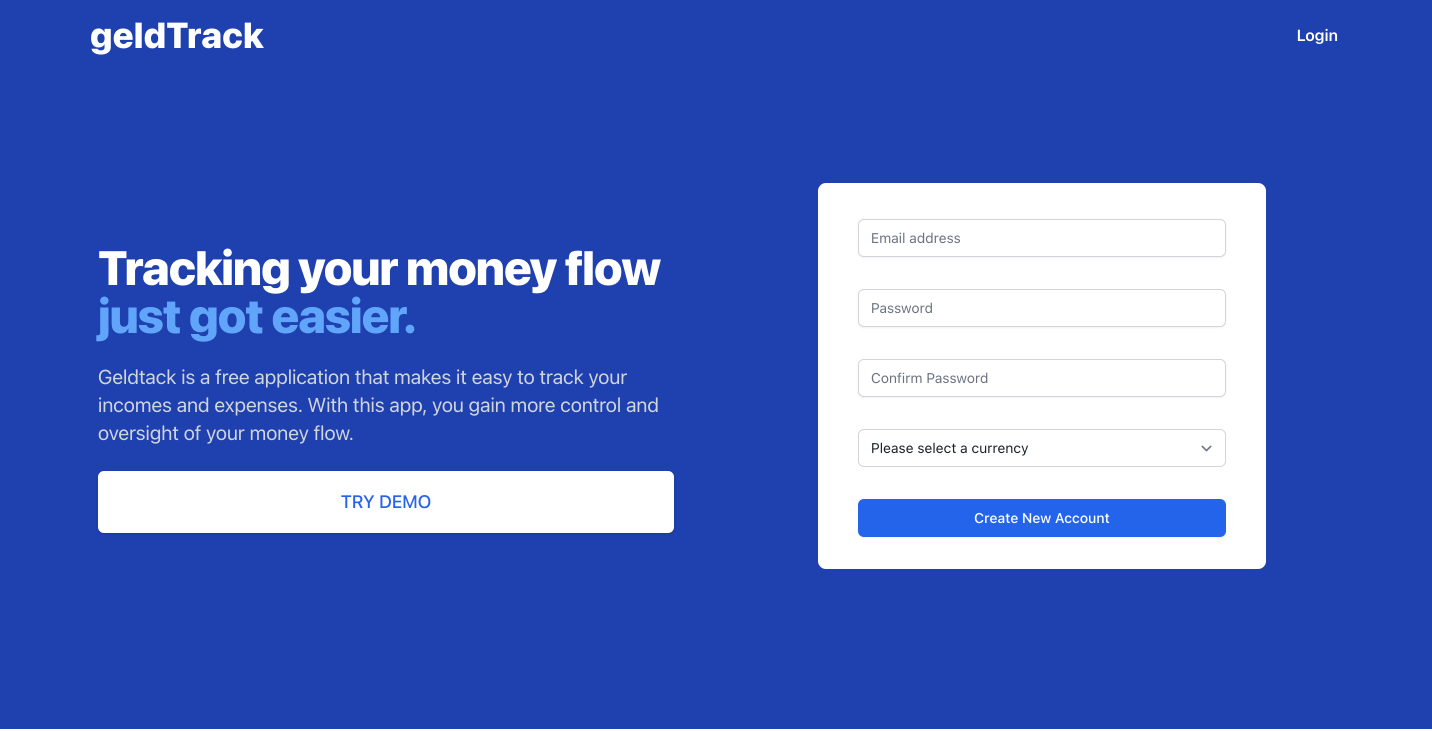 geldTrack
Login
Tracking your money flow
just got easier.
Geldtack is a free application that makes it easy to track your
incomes and expenses. With this app, you gain more control and
oversight of your money flow.
TRY DEMO
Email address
Password
Confirm Password
Please select a currency
Create New Account